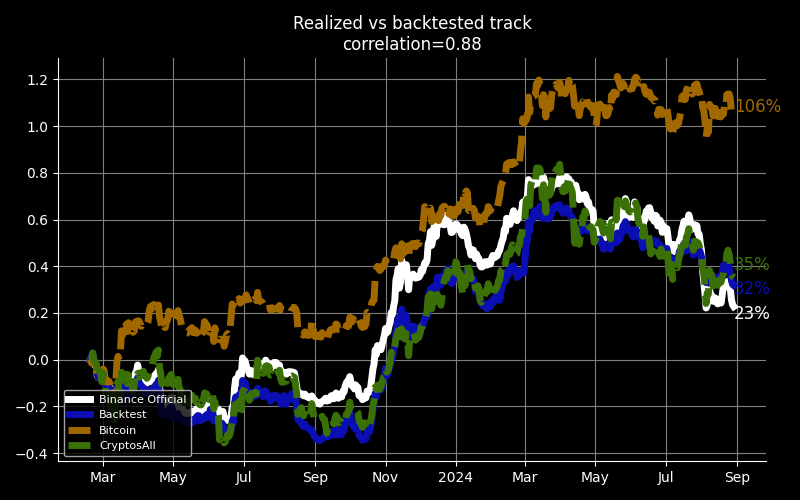 Realized vs backtested track
correlation=0.88
1.2
1.0
0.8
0.6
0.4
0.2
0.0
−0.2
−0.4
106%
35%
32%
23%
Binance Official
Backtest
Bitcoin
CryptosAll
Mar May Jul Sep Nov 2024 Mar May Jul Sep